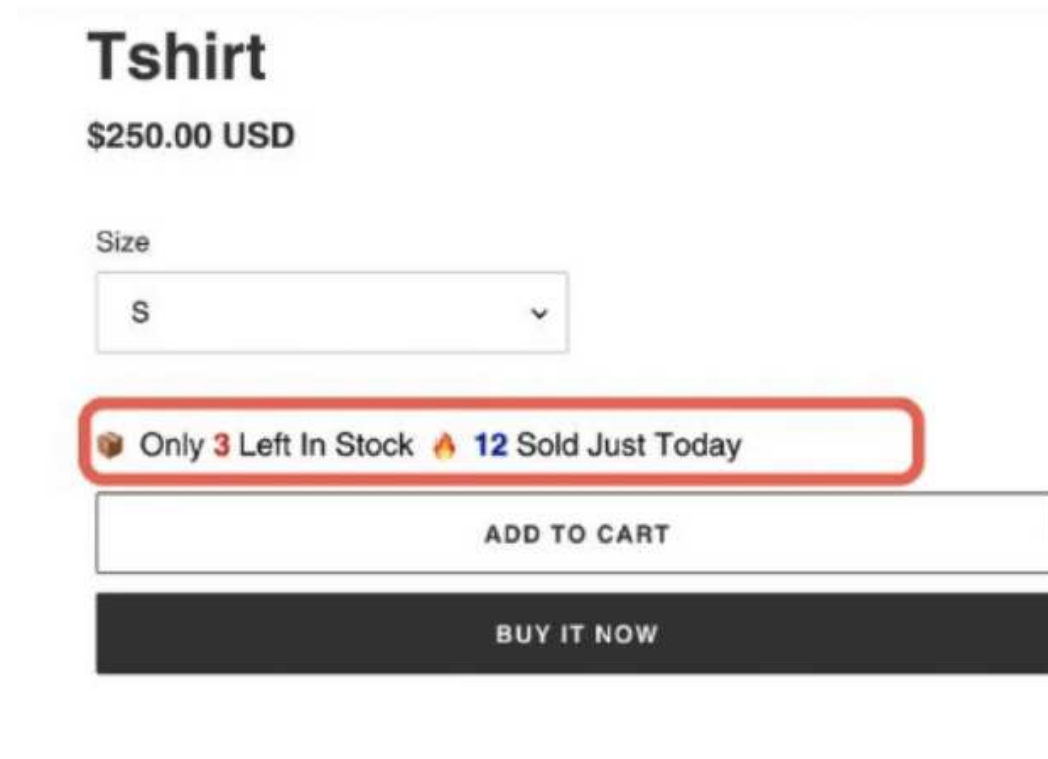 Tshirt
$250.00 USD
Size
S
📦 Only 3 Left In Stock 🔥 12 Sold Just Today
ADD TO CART
BUY IT NOW